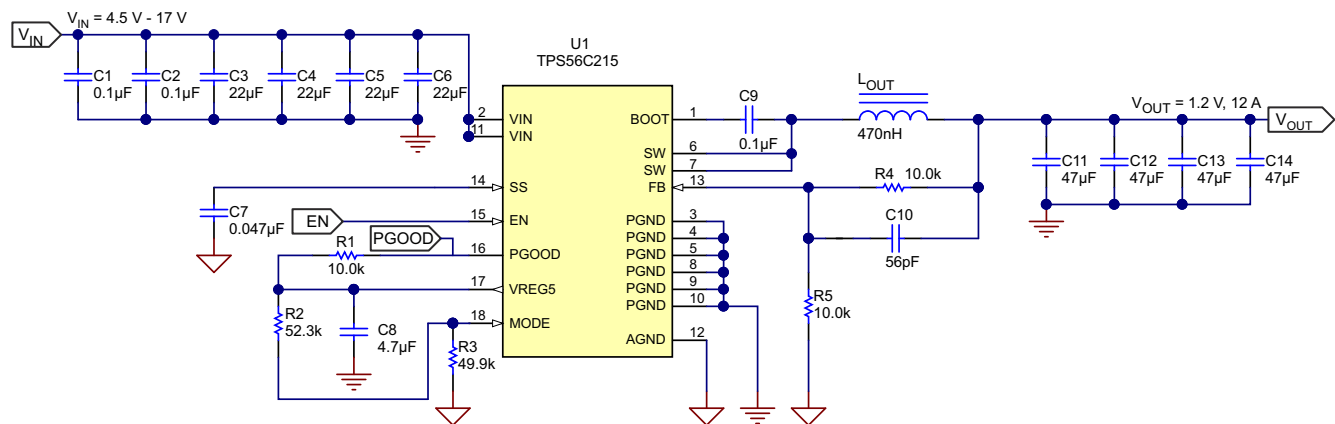 V_IN = 4.5 V - 17 V
V_IN
C1
0.1µF
C2
0.1µF
C3
22µF
C4
22µF
C5
22µF
C6
22µF
U1
TPS56C215
2
VIN
11
VIN
14
SS
15
EN
16
PGOOD
17
VREG5
18
MODE
BOOT
1
SW
6
SW
7
FB
13
PGND
3
PGND
4
PGND
5
PGND
8
PGND
9
PGND
10
AGND
12
C7
0.047µF
EN
PGOOD
R1
10.0k
R2
52.3k
C8
4.7µF
R3
49.9k
C9
0.1µF
L_OUT
470nH
R4 10.0k
C10
56pF
R5
10.0k
V_OUT = 1.2 V, 12 A
V_OUT
C11
47µF
C12
47µF
C13
47µF
C14
47µF